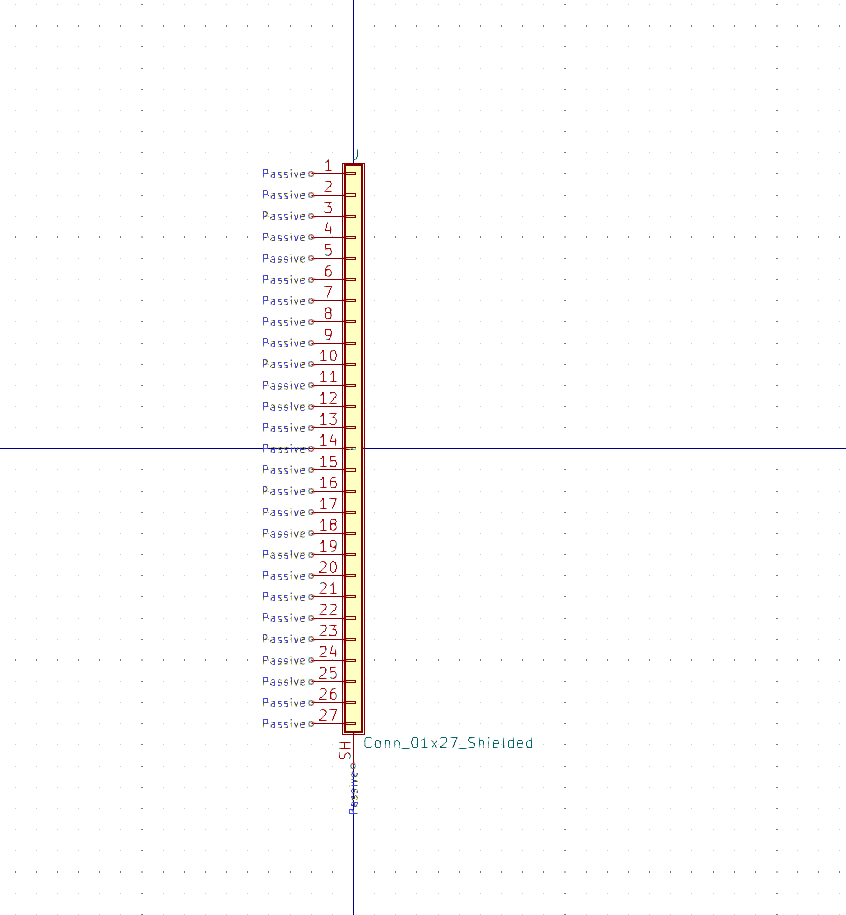 J
Passive 1
Passive 2
Passive 3
Passive 4
Passive 5
Passive 6
Passive 7
Passive 8
Passive 9
Passive 10
Passive 11
Passive 12
Passive 13
Passive 14
Passive 15
Passive 16
Passive 17
Passive 18
Passive 19
Passive 20
Passive 21
Passive 22
Passive 23
Passive 24
Passive 25
Passive 26
Passive 27
SH
Conn_01x27_Shielded
Passive